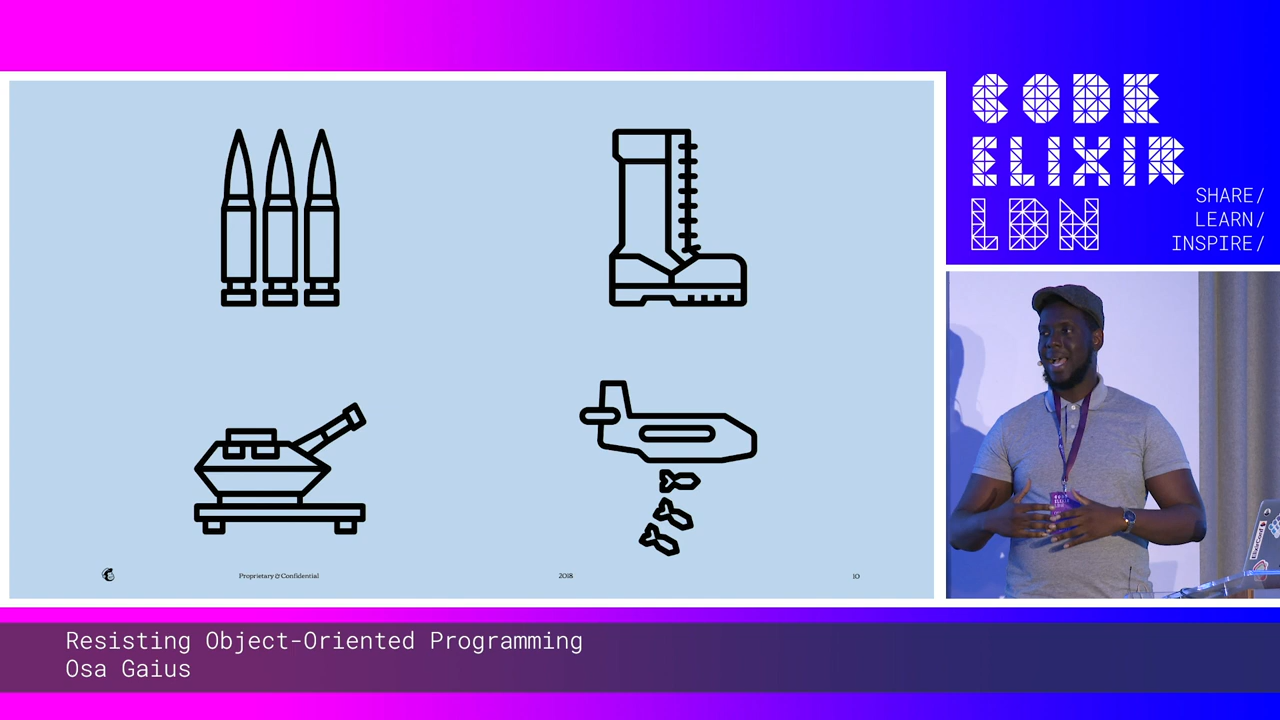 CODE
ELIXIR
LDN
SHARE/
LEARN/
INSPIRE/
Proprietary & Confidential
2018
10
Resisting Object-Oriented Programming
Osa Gaius